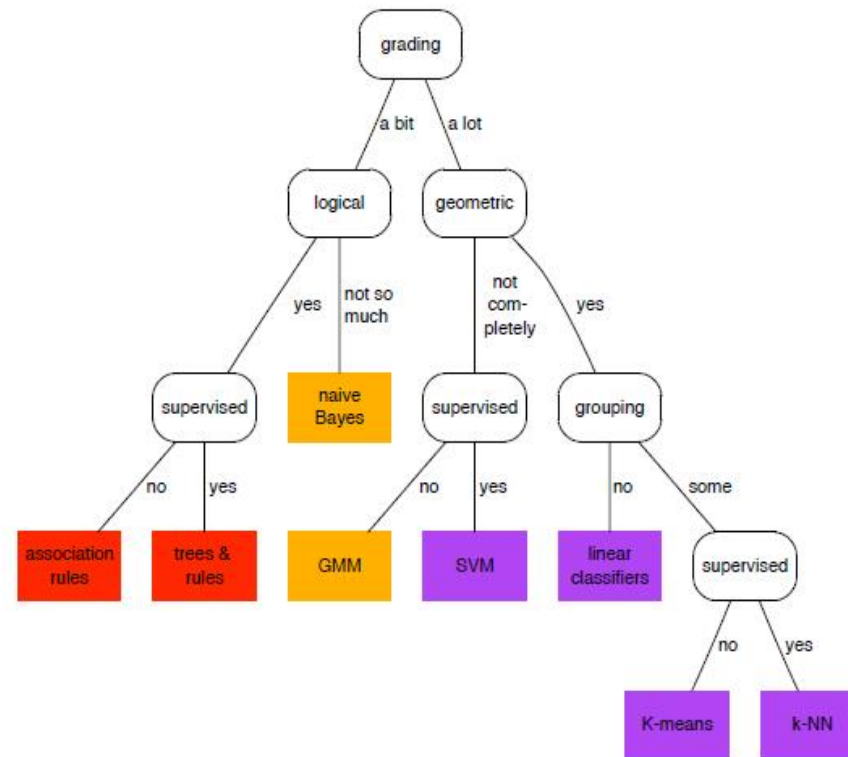 grading
a bit
a lot
logical
geometric
yes
not so
much
not
com-
pletely
yes
supervised
naive
Bayes
supervised
grouping
no
yes
no
yes
no
some
association
rules
trees &
rules
GMM
SVM
linear
classifiers
supervised
no
yes
K-means
k-NN